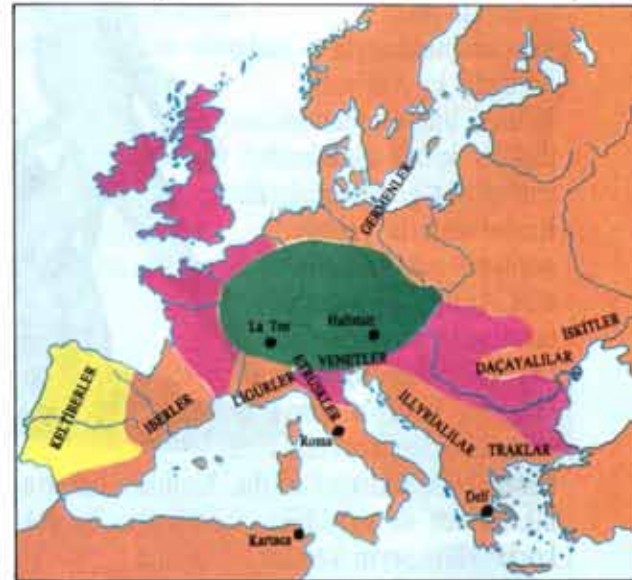 GERMENLER
La Ten
Hallstatt
İSKİTLER
DAÇAYALILAR
VENETLER
ETRÜSKLER
LİGÜRLER
KELTİBERLER
İBERLER
İLLYRİALILAR
Roma
TRAKLAR
Delf
Kartaca